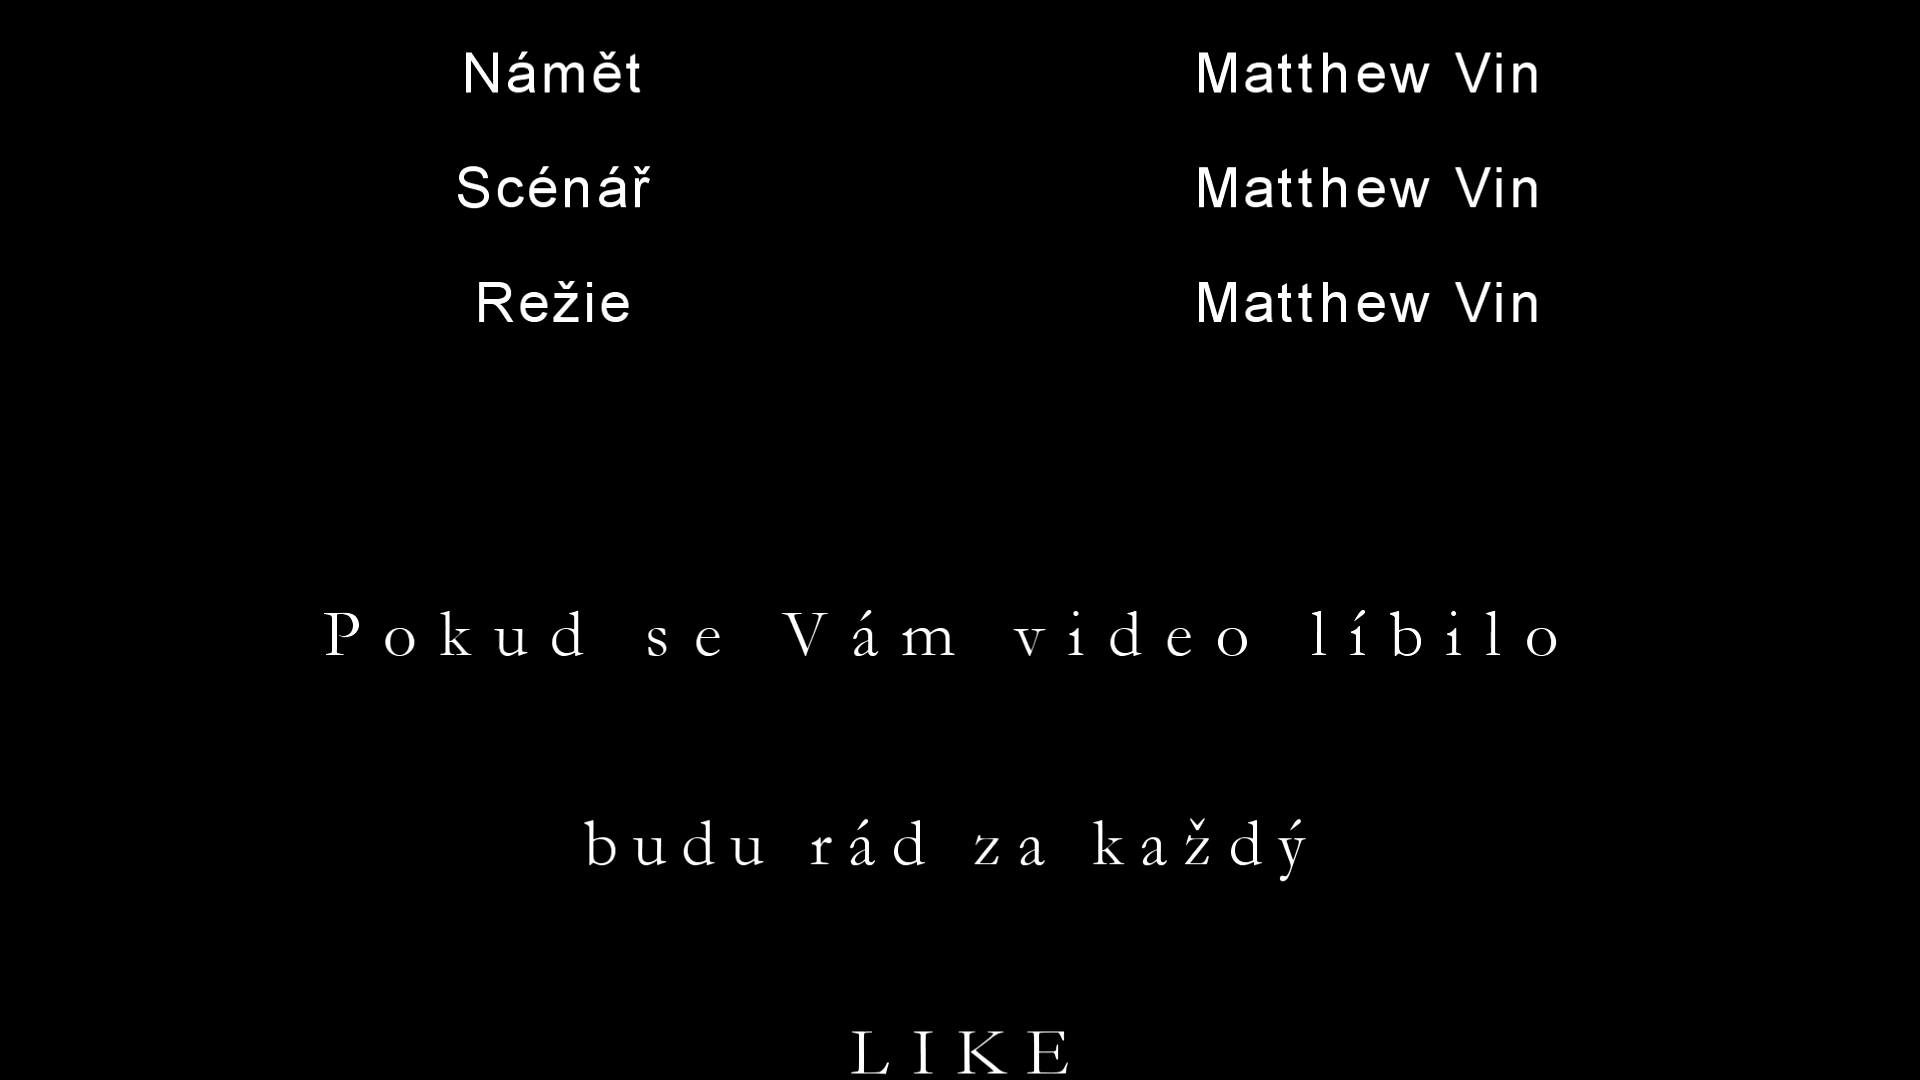 Námět Matthew Vin
Scénář Matthew Vin
Režie Matthew Vin
Pokud se Vám video líbilo
budu rád za každý
LIKE